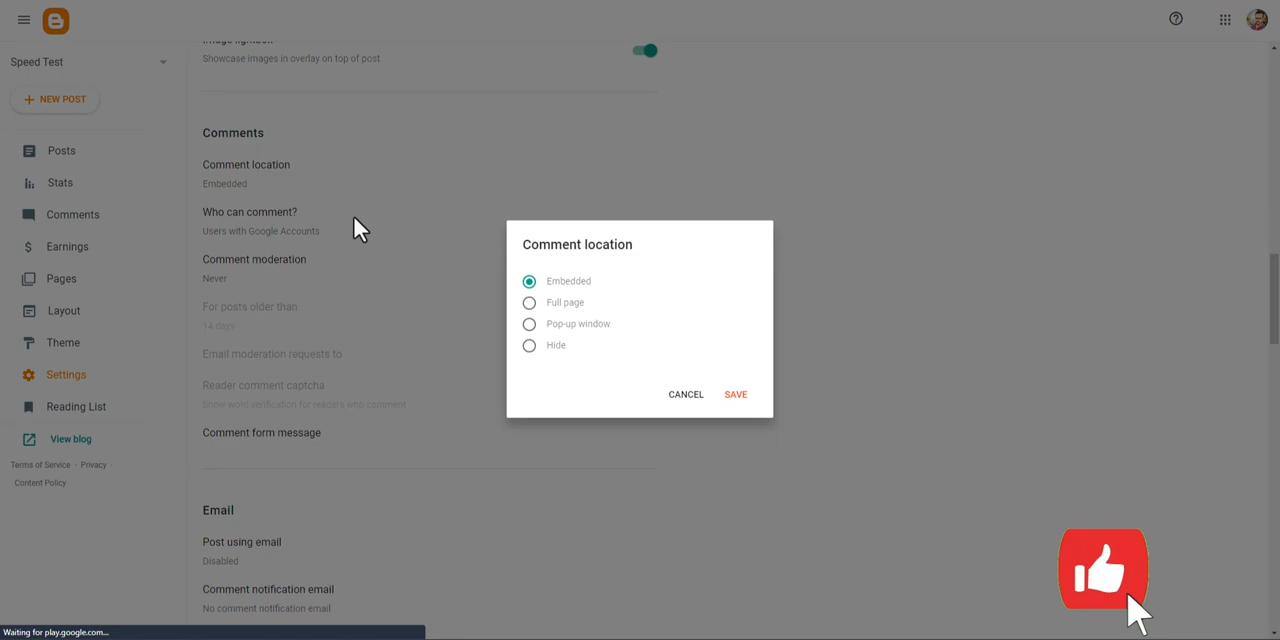 Image lightbox
Speed Test
Showcase images in overlay on top of post
NEW POST
Posts
Stats
Comments
Earnings
Pages
Layout
Theme
Settings
Reading List
View blog
Terms of Service · Privacy ·
Content Policy
Comments
Comment location
Embedded
Who can comment?
Users with Google Accounts
Comment moderation
Never
For posts older than
14 days
Email moderation requests to
Reader comment captcha
Show word verification for readers who comment
Comment form message
Email
Post using email
Disabled
Comment notification email
No comment notification email
Comment location
Embedded
Full page
Pop-up window
Hide
CANCEL SAVE
Waiting for play.google.com...